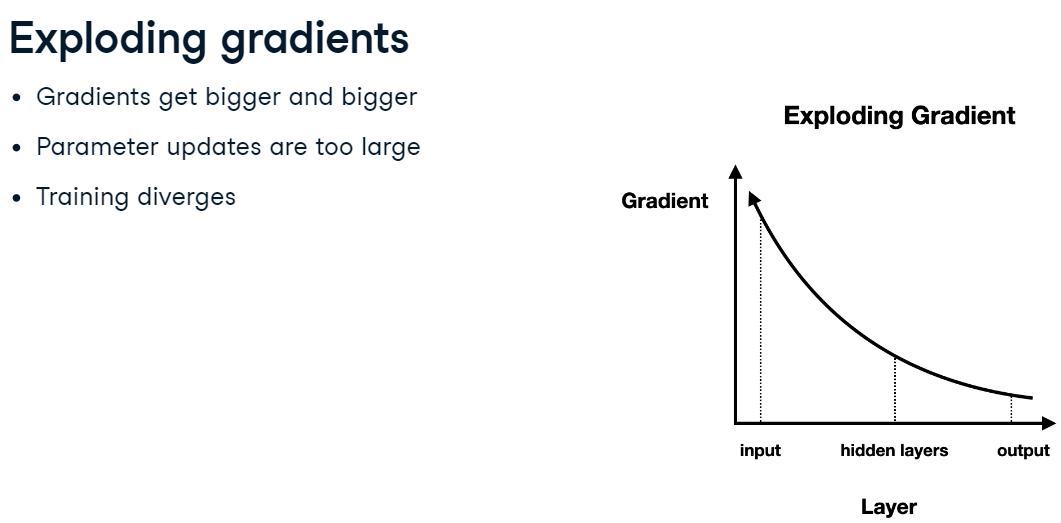 Exploding gradients
• Gradients get bigger and bigger
• Parameter updates are too large
• Training diverges
Exploding Gradient
Gradient
input
hidden layers
output
Layer